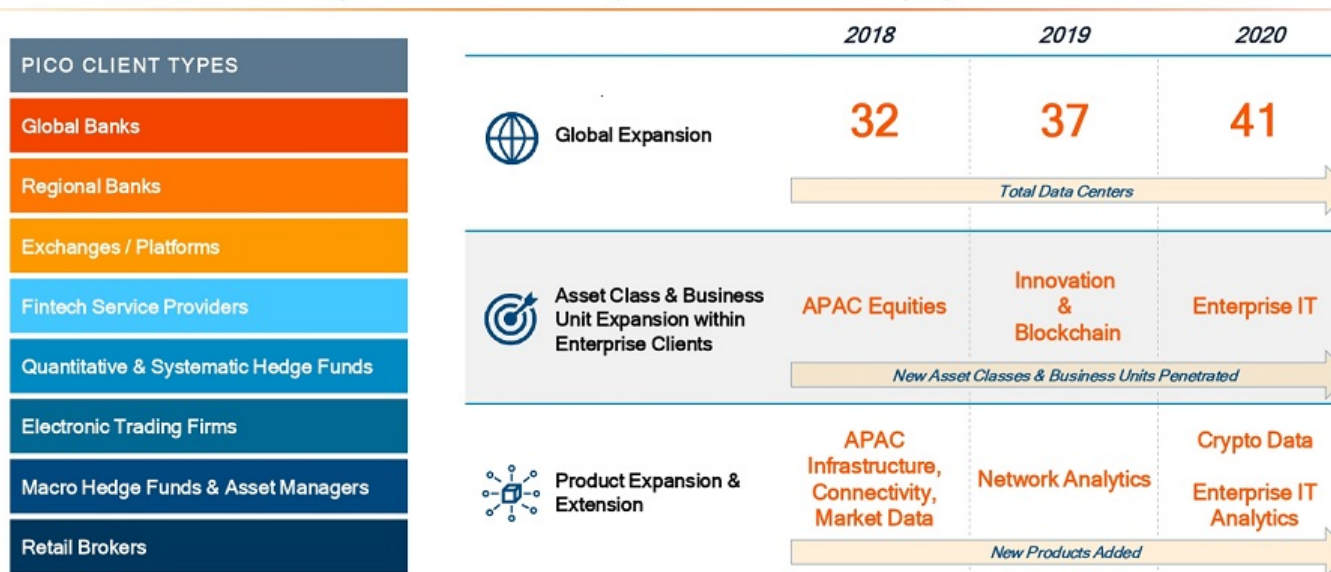 PICO CLIENT TYPES
Global Banks
Regional Banks
Exchanges / Platforms
Fintech Service Providers
Quantitative & Systematic Hedge Funds
Electronic Trading Firms
Macro Hedge Funds & Asset Managers
Retail Brokers
2018 2019 2020
Global Expansion
32 37 41
Total Data Centers
Asset Class & Business
Unit Expansion within
Enterprise Clients
APAC Equities
Innovation
&
Blockchain
Enterprise IT
New Asset Classes & Business Units Penetrated
Product Expansion &
Extension
APAC
Infrastructure,
Connectivity,
Market Data
Network Analytics
Crypto Data
Enterprise IT
Analytics
New Products Added